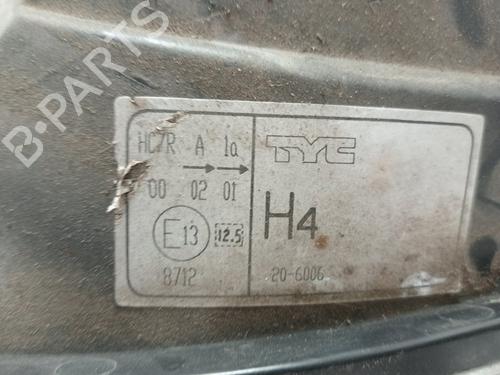 B-PARTS
HC/R A 1a
00 02 01
E13 12.5
8712
TYC
H4
20-6006